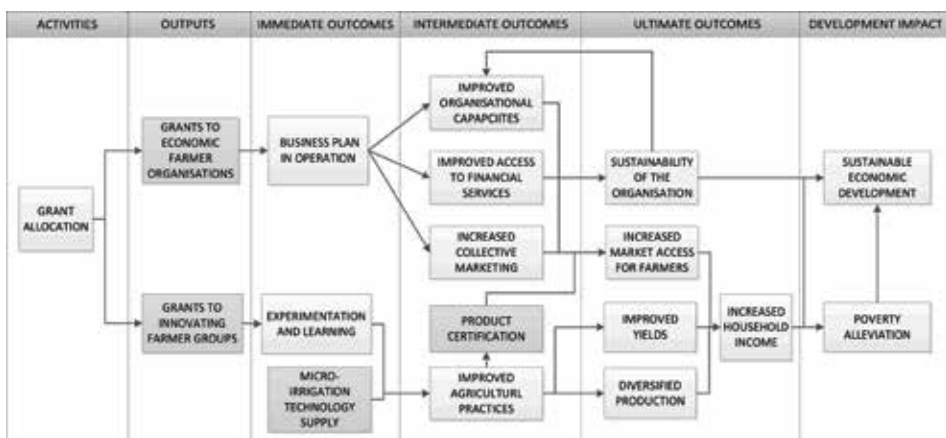 ACTIVITIES
OUTPUTS
IMMEDIATE OUTCOMES
INTERMEDIATE OUTCOMES
ULTIMATE OUTCOMES
DEVELOPMENT IMPACT
GRANT
ALLOCATION
GRANTS TO
ECONOMIC
FARMER
ORGANISATIONS
GRANTS TO
INNOVATING
FARMER GROUPS
BUSINESS PLAN
IN OPERATION
EXPERIMENTATION
AND LEARNING
MICRO-
IRRIGATION
TECHNOLOGY
SUPPLY
IMPROVED
ORGANISATIONAL
CAPAPCIITES
IMPROVED ACCESS
TO FINANCIAL
SERVICES
INCREASED
COLLECTIVE
MARKETING
PRODUCT
CERTIFICATION
IMPROVED
AGRICULTURL
PRACTICES
SUSTAINABILITY
OF THE
ORGANISATION
INCREASED
MARKET ACCESS
FOR FARMERS
IMPROVED
YIELDS
DIVERSIFIED
PRODUCTION
INCREASED
HOUSEHOLD
INCOME
SUSTAINABLE
ECONOMIC
DEVELOPMENT
POVERTY
ALLEVIATION